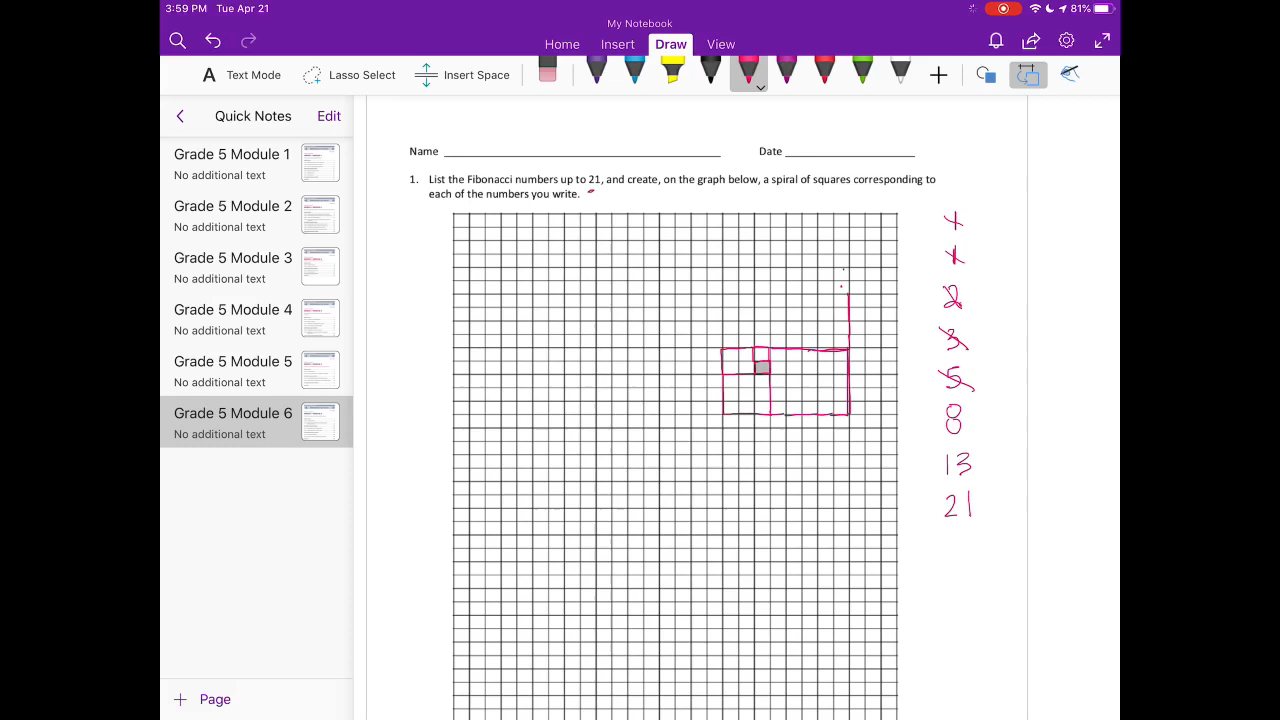 3:59 PM Tue Apr 21
81%
My Notebook
Home Insert Draw View
A Text Mode Lasso Select Insert Space
Quick Notes Edit
Grade 5 Module 1
No additional text
Grade 5 Module 2
No additional text
Grade 5 Module 3
No additional text
Grade 5 Module 4
No additional text
Grade 5 Module 5
No additional text
Grade 5 Module 6
No additional text
+ Page
Name Date
1. List the Fibonacci numbers up to 21, and create, on the graph below, a spiral of squares corresponding to
each of the numbers you write.
1
1
2
3
5
8
13
21